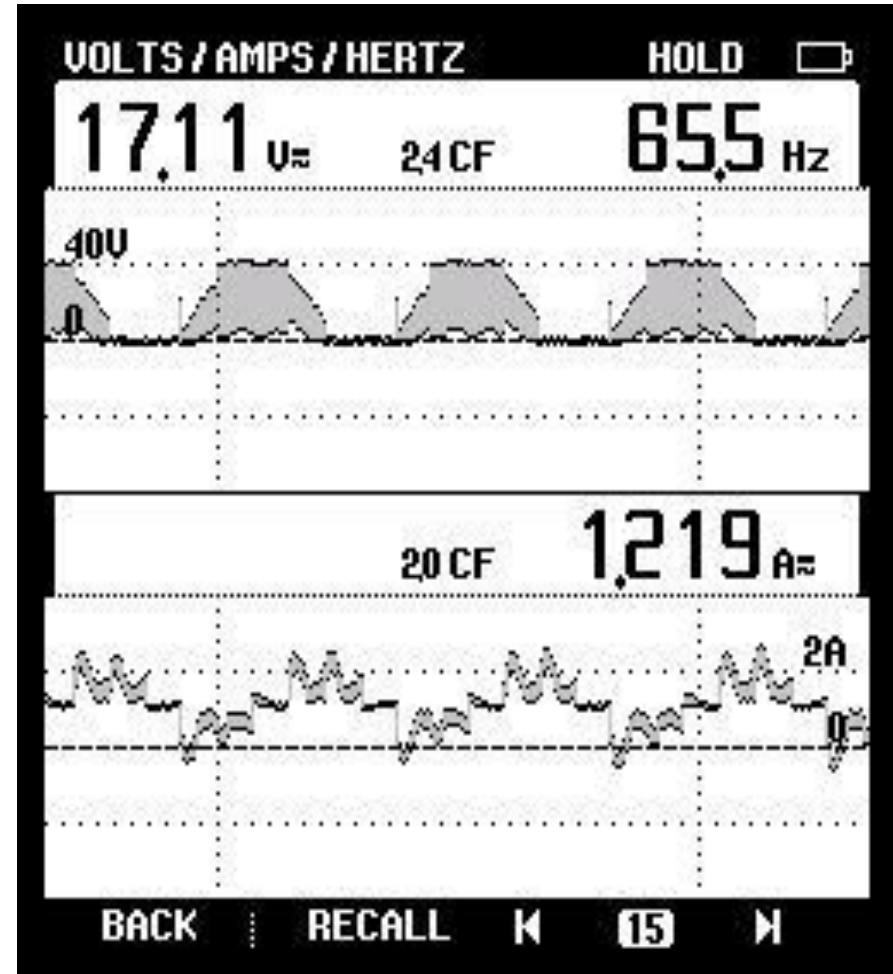 VOLTS/AMPS/HERTZ HOLD
17.11 V≂ 2.4 CF 65.5 Hz
40V
0
2.0 CF 1.219 A≂
2A
0
BACK RECALL 15